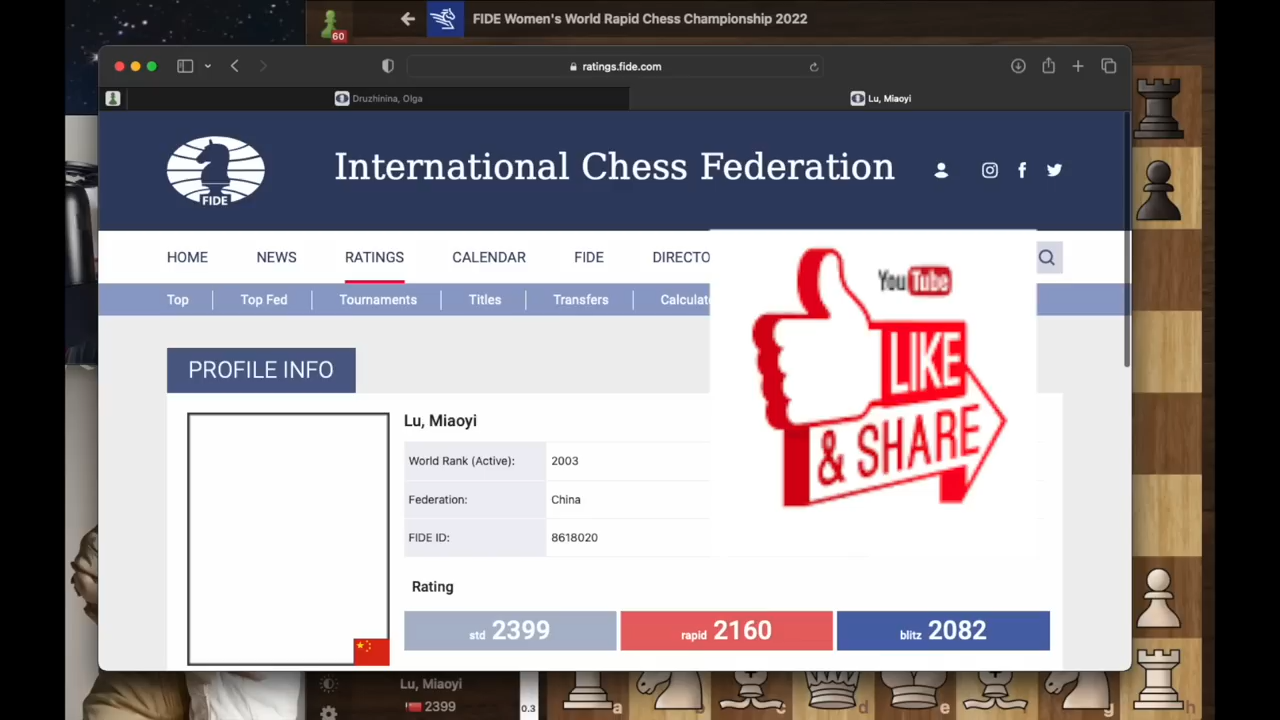 60
FIDE Women's World Rapid Chess Championship 2022
ratings.fide.com
Druzhinina, Olga
Lu, Miaoyi
FIDE
International Chess Federation
HOME NEWS RATINGS CALENDAR FIDE DIRECTO
Top Top Fed Tournaments Titles Transfers Calculat
YouTube
LIKE
& SHARE
PROFILE INFO
Lu, Miaoyi
World Rank (Active): 2003
Federation: China
FIDE ID: 8618020
Rating
std 2399 rapid 2160 blitz 2082
Lu, Miaoyi
2399
0.3
a b c d e f g h